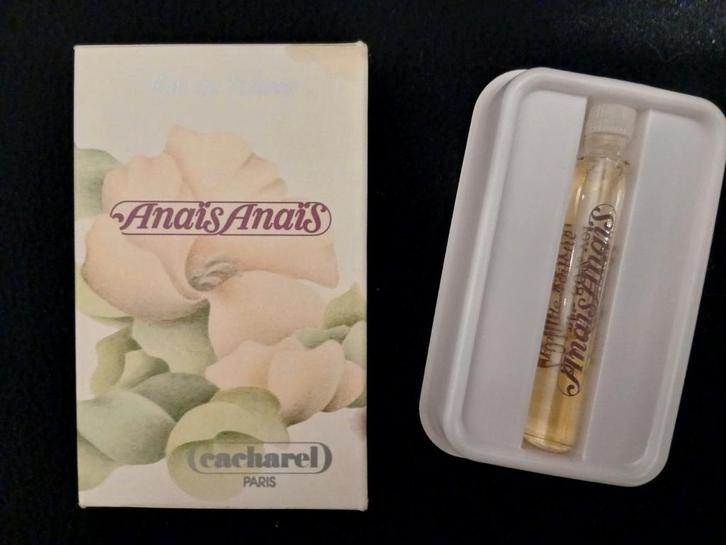 Eau de Toilette
AnaïsAnaïS
cacharel
PARIS
AnaïsAnaïS